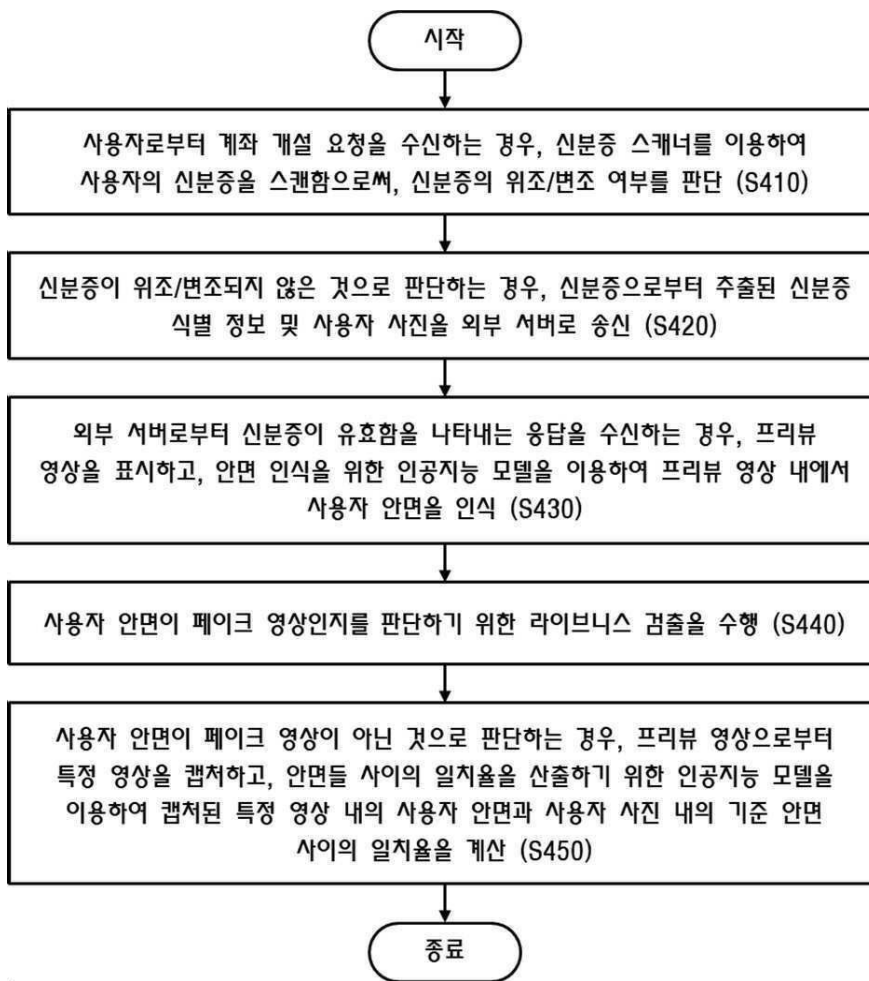 시작
사용자로부터 계좌 개설 요청을 수신하는 경우, 신분증 스캐너를 이용하여
사용자의 신분증을 스캔함으로써, 신분증의 위조/변조 여부를 판단 (S410)
신분증이 위조/변조되지 않은 것으로 판단하는 경우, 신분증으로부터 추출된 신분증
식별 정보 및 사용자 사진을 외부 서버로 송신 (S420)
외부 서버로부터 신분증이 유효함을 나타내는 응답을 수신하는 경우, 프리뷰
영상을 표시하고, 안면 인식을 위한 인공지능 모델을 이용하여 프리뷰 영상 내에서
사용자 안면을 인식 (S430)
사용자 안면이 페이크 영상인지를 판단하기 위한 라이브니스 검출을 수행 (S440)
사용자 안면이 페이크 영상이 아닌 것으로 판단하는 경우, 프리뷰 영상으로부터
특정 영상을 캡처하고, 안면들 사이의 일치율을 산출하기 위한 인공지능 모델을
이용하여 캡처된 특정 영상 내의 사용자 안면과 사용자 사진 내의 기준 안면
사이의 일치율을 계산 (S450)
종료